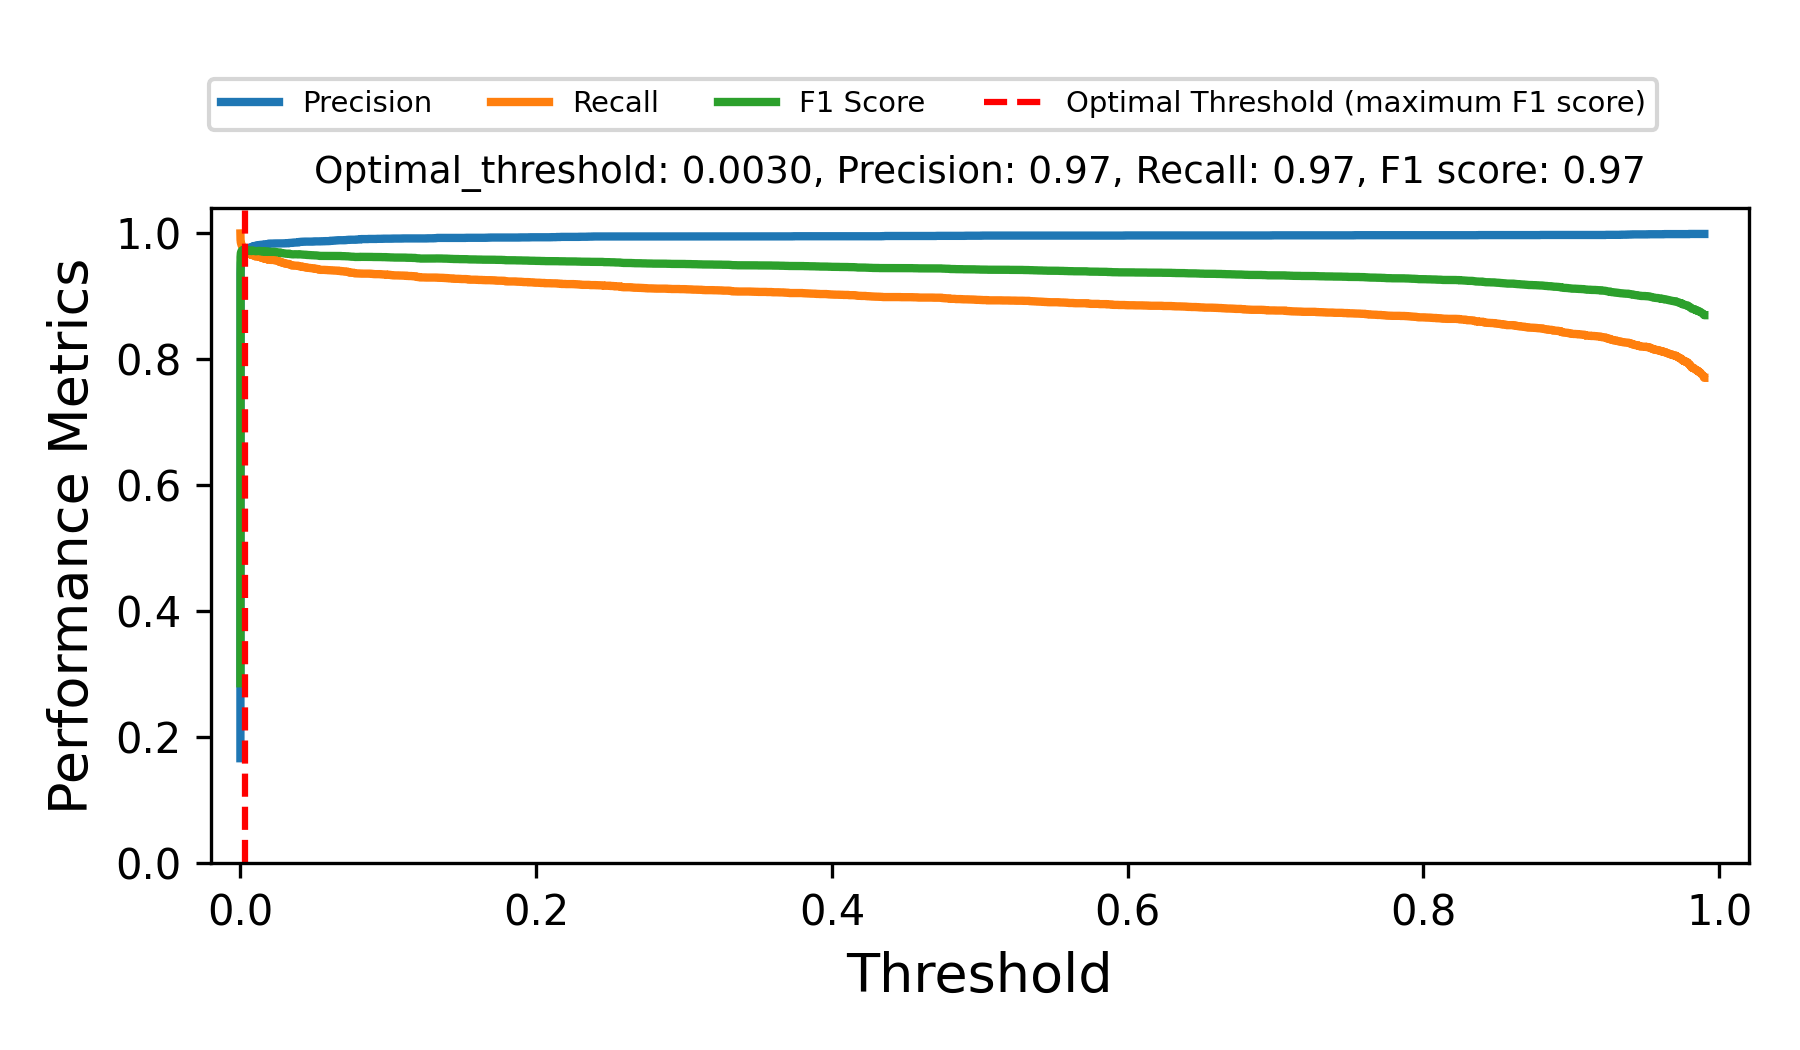 Precision Recall F1 Score Optimal Threshold (maximum F1 score)
Optimal_threshold: 0.0030, Precision: 0.97, Recall: 0.97, F1 score: 0.97
Performance Metrics
1.0
0.8
0.6
0.4
0.2
0.0
0.0 0.2 0.4 0.6 0.8 1.0
Threshold